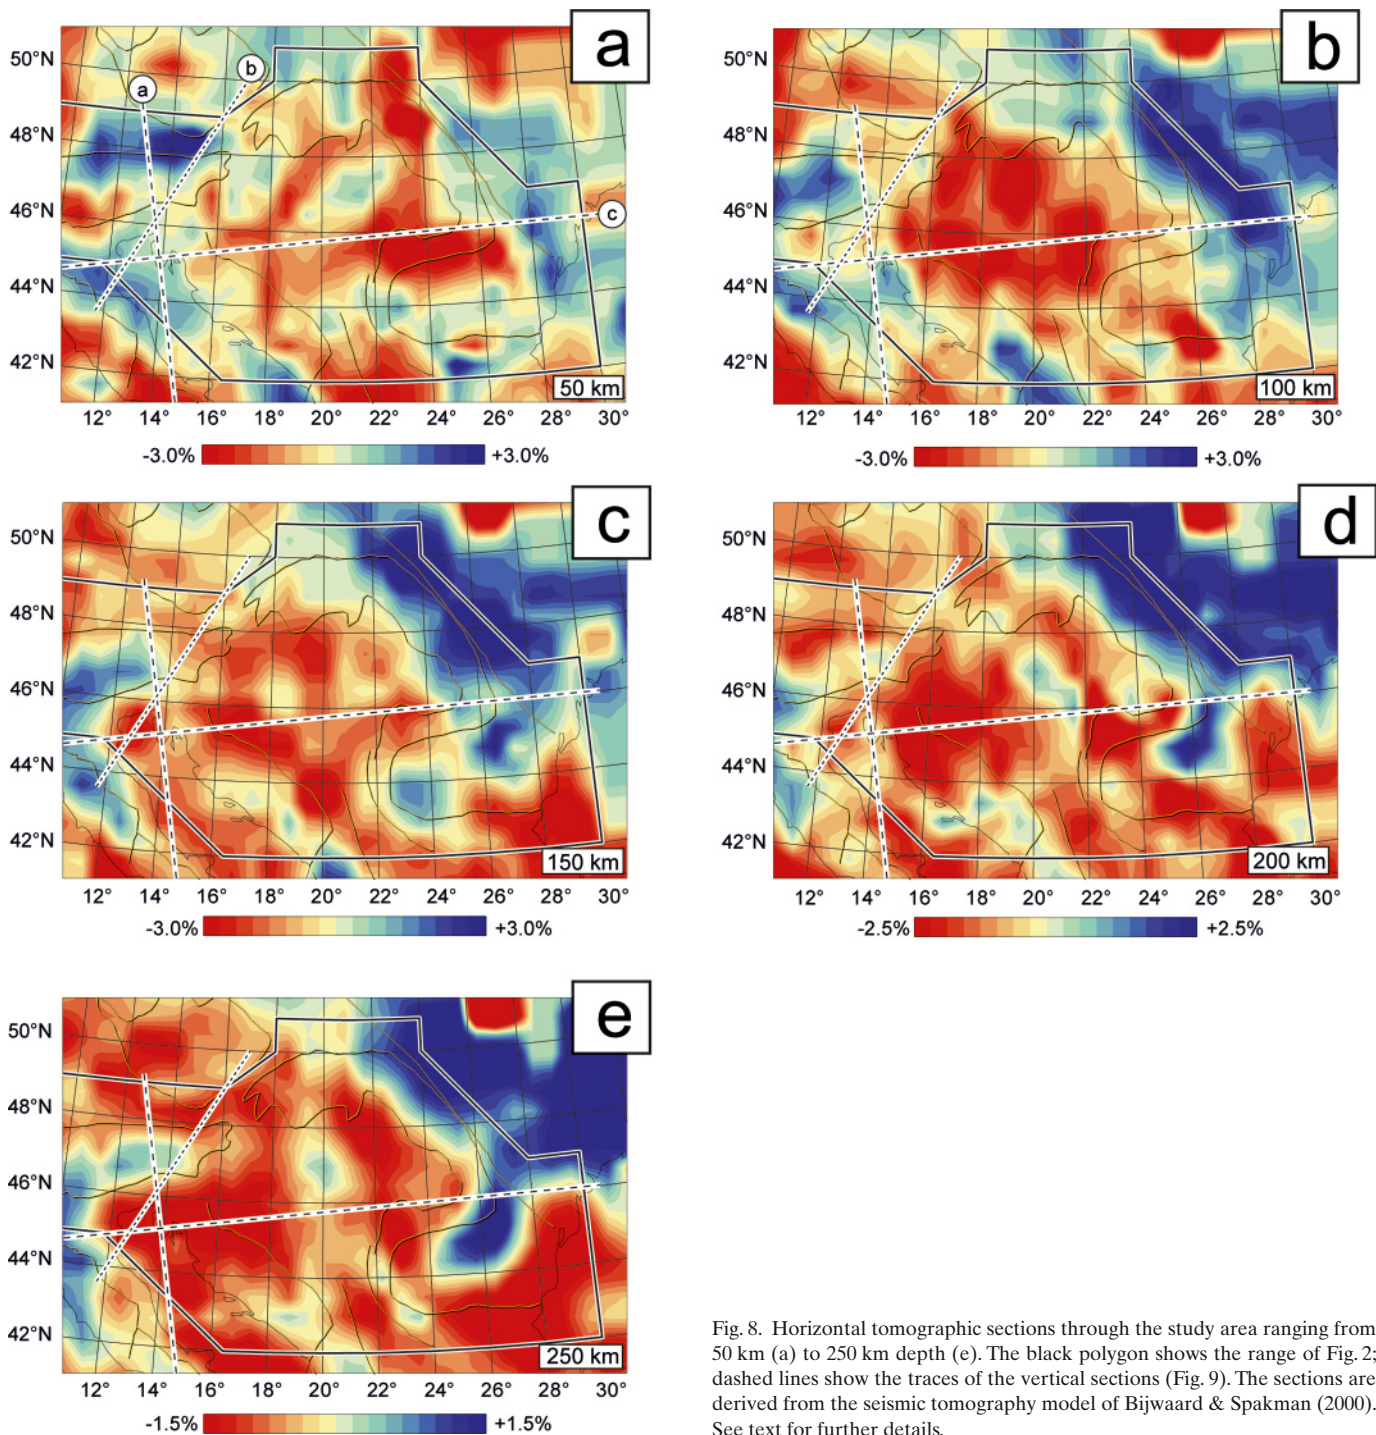 a
50°N
48°N
46°N
44°N
42°N
a
b
c
50 km
12° 14° 16° 18° 20° 22° 24° 26° 28° 30°
-3.0% +3.0%
b
50°N
48°N
46°N
44°N
42°N
100 km
12° 14° 16° 18° 20° 22° 24° 26° 28° 30°
-3.0% +3.0%
c
50°N
48°N
46°N
44°N
42°N
150 km
12° 14° 16° 18° 20° 22° 24° 26° 28° 30°
-3.0% +3.0%
d
50°N
48°N
46°N
44°N
42°N
200 km
12° 14° 16° 18° 20° 22° 24° 26° 28° 30°
-2.5% +2.5%
e
50°N
48°N
46°N
44°N
42°N
250 km
12° 14° 16° 18° 20° 22° 24° 26° 28° 30°
-1.5% +1.5%
Fig. 8. Horizontal tomographic sections through the study area ranging from
50 km (a) to 250 km depth (e). The black polygon shows the range of Fig. 2;
dashed lines show the traces of the vertical sections (Fig. 9). The sections are
derived from the seismic tomography model of Bijwaard & Spakman (2000).
See text for further details.